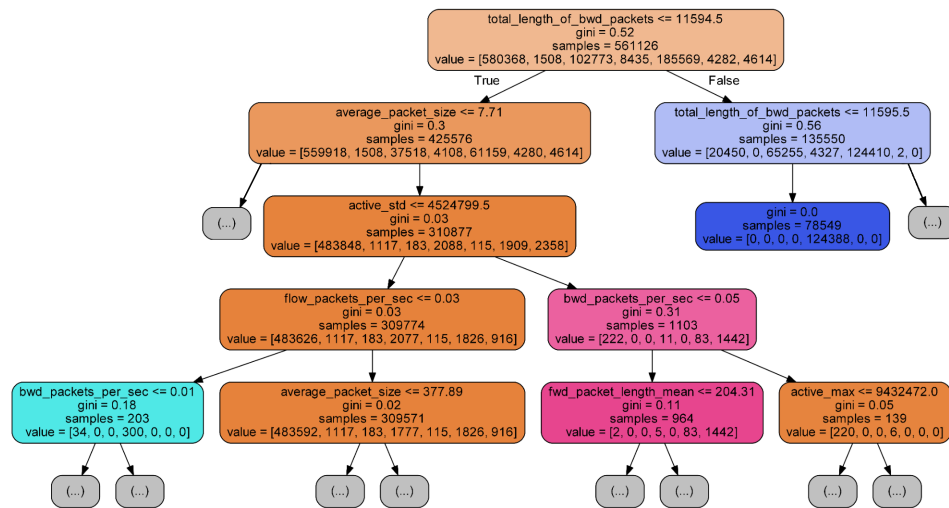 total_length_of_bwd_packets <= 11594.5
gini = 0.52
samples = 561126
value = [580368, 1508, 102773, 8435, 185569, 4282, 4614]
True
False
average_packet_size <= 7.71
gini = 0.3
samples = 425576
value = [559918, 1508, 37518, 4108, 61159, 4280, 4614]
total_length_of_bwd_packets <= 11595.5
gini = 0.56
samples = 135550
value = [20450, 0, 65255, 4327, 124410, 2, 0]
(...)
active_std <= 4524799.5
gini = 0.03
samples = 310877
value = [483848, 1117, 183, 2088, 115, 1909, 2358]
gini = 0.0
samples = 78549
value = [0, 0, 0, 0, 124388, 0, 0]
(...)
flow_packets_per_sec <= 0.03
gini = 0.03
samples = 309774
value = [483626, 1117, 183, 2077, 115, 1826, 916]
bwd_packets_per_sec <= 0.05
gini = 0.31
samples = 1103
value = [222, 0, 0, 11, 0, 83, 1442]
bwd_packets_per_sec <= 0.01
gini = 0.18
samples = 203
value = [34, 0, 0, 300, 0, 0, 0]
average_packet_size <= 377.89
gini = 0.02
samples = 309571
value = [483592, 1117, 183, 1777, 115, 1826, 916]
fwd_packet_length_mean <= 204.31
gini = 0.11
samples = 964
value = [2, 0, 0, 5, 0, 83, 1442]
active_max <= 9432472.0
gini = 0.05
samples = 139
value = [220, 0, 0, 6, 0, 0, 0]
(...)
(...)
(...)
(...)
(...)
(...)
(...)
(...)